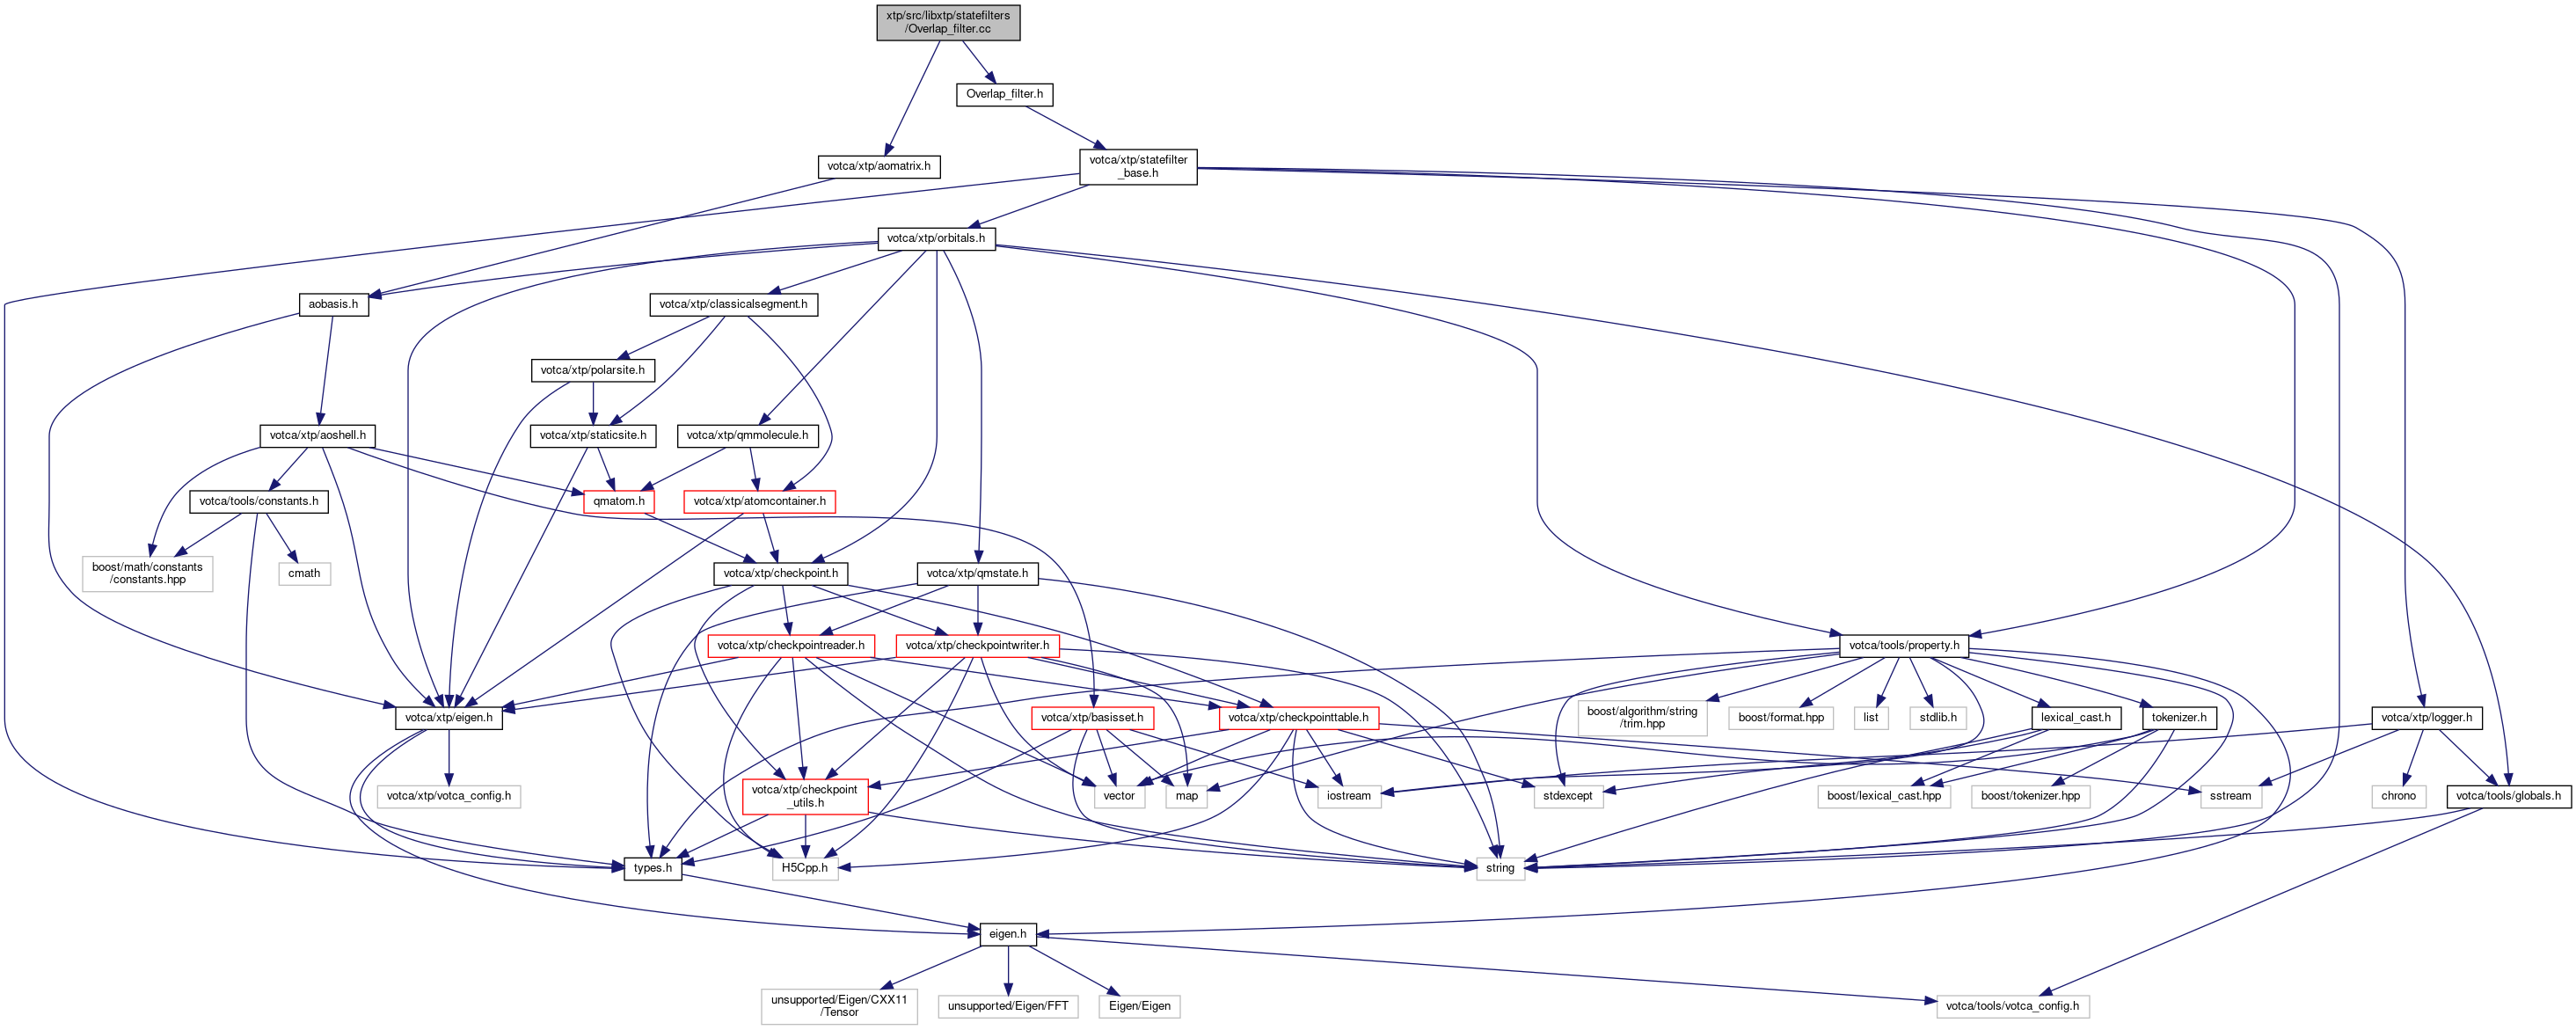 xtp/src/libxtp/statefilters
/Overlap_filter.cc
Overlap_filter.h
votca/xtp/aomatrix.h
votca/xtp/statefilter
_base.h
votca/xtp/orbitals.h
aobasis.h
votca/xtp/classicalsegment.h
votca/xtp/polarsite.h
votca/xtp/aoshell.h
votca/xtp/staticsite.h
votca/xtp/qmmolecule.h
votca/tools/constants.h
qmatom.h
votca/xtp/atomcontainer.h
boost/math/constants
/constants.hpp
cmath
votca/xtp/checkpoint.h
votca/xtp/qmstate.h
votca/xtp/checkpointreader.h
votca/xtp/checkpointwriter.h
votca/tools/property.h
votca/xtp/eigen.h
votca/xtp/basisset.h
votca/xtp/checkpointtable.h
boost/algorithm/string
/trim.hpp
boost/format.hpp
list
stdlib.h
lexical_cast.h
tokenizer.h
votca/xtp/logger.h
votca/xtp/votca_config.h
votca/xtp/checkpoint
_utils.h
vector
map
iostream
stdexcept
boost/lexical_cast.hpp
boost/tokenizer.hpp
sstream
chrono
votca/tools/globals.h
types.h
H5Cpp.h
string
eigen.h
unsupported/Eigen/CXX11
/Tensor
unsupported/Eigen/FFT
Eigen/Eigen
votca/tools/votca_config.h